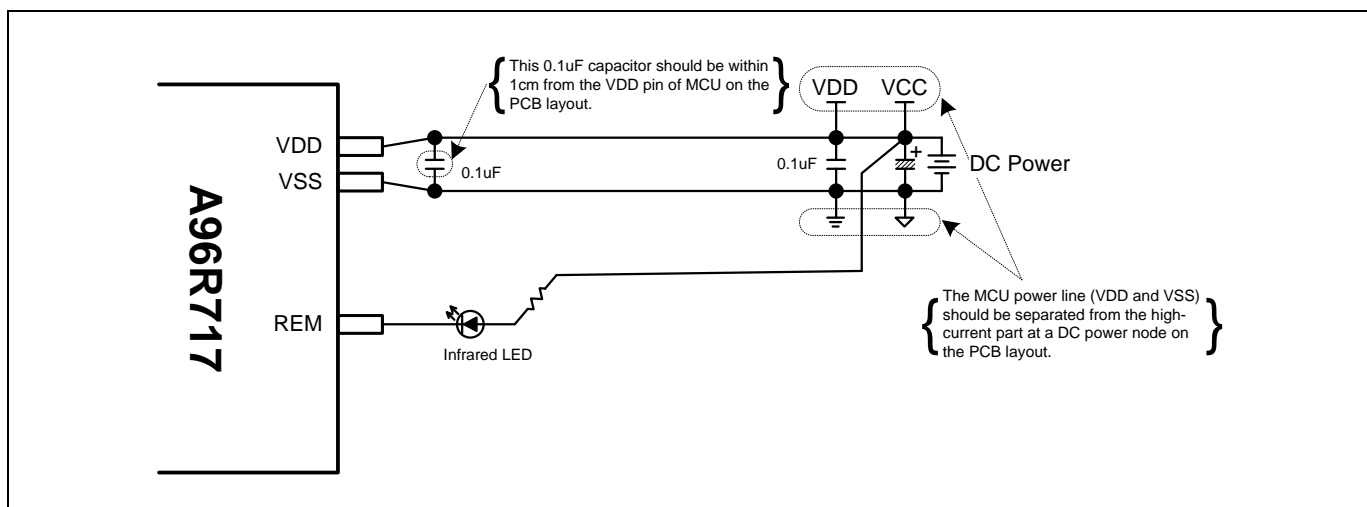 This 0.1uF capacitor should be within
1cm from the VDD pin of MCU on the
PCB layout.
VDD VCC
VDD
0.1uF
0.1uF
+
DC Power
VSS
A96R717
REM
Infrared LED
The MCU power line (VDD and VSS)
should be separated from the high-
current part at a DC power node on
the PCB layout.